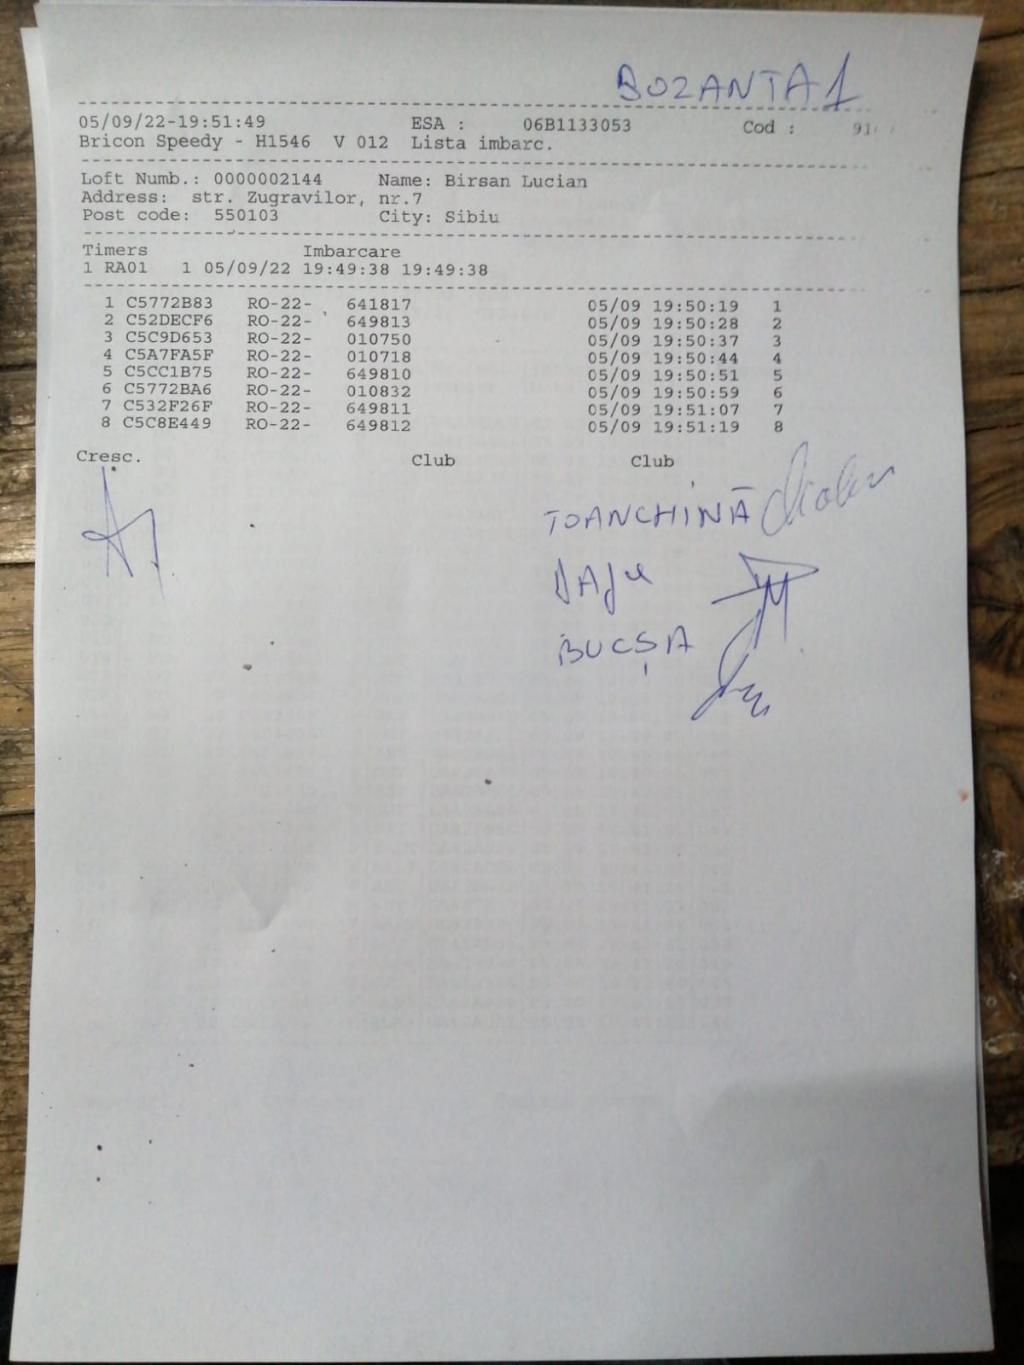 BOZANTA 1
05/09/22-19:51:49 ESA : 06B1133053 Cod :
Bricon Speedy - H1546 V 012 Lista imbarc.
Loft Numb.: 0000002144 Name: Birsan Lucian
Address: str. Zugravilor, nr.7
Post code: 550103 City: Sibiu
Timers Imbarcare
1 RA01 1 05/09/22 19:49:38 19:49:38
1 C5772B83 RO-22- 641817 05/09 19:50:19 1
2 C52DECF6 RO-22- 649813 05/09 19:50:28 2
3 C5C9D653 RO-22- 010750 05/09 19:50:37 3
4 C5A7FA5F RO-22- 010718 05/09 19:50:44 4
5 C5CC1B75 RO-22- 649810 05/09 19:50:51 5
6 C5772BA6 RO-22- 010832 05/09 19:50:59 6
7 C532F26F RO-22- 649811 05/09 19:51:07 7
8 C5C8E449 RO-22- 649812 05/09 19:51:19 8
Cresc. Club Club
TOANCHINĂ
BUCȘA